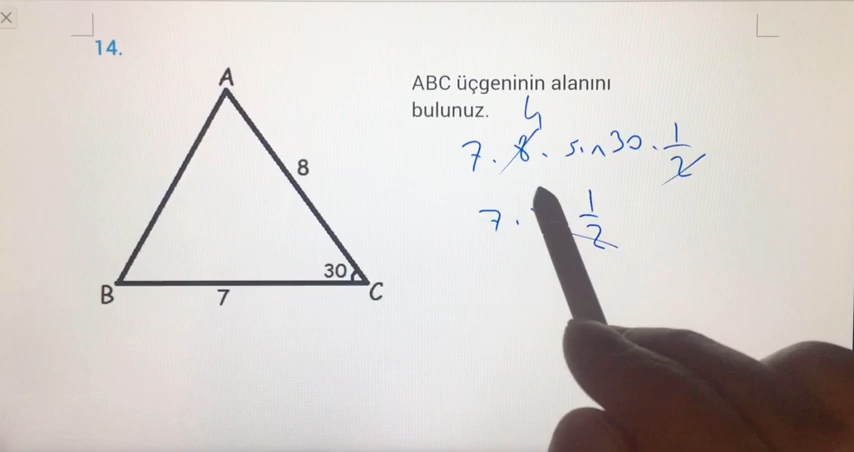 14.
ABC üçgeninin alanını
bulunuz.
4
7 . 8 . sin30 . 1/2
7 . 1/2
A
8
30
B
7
C